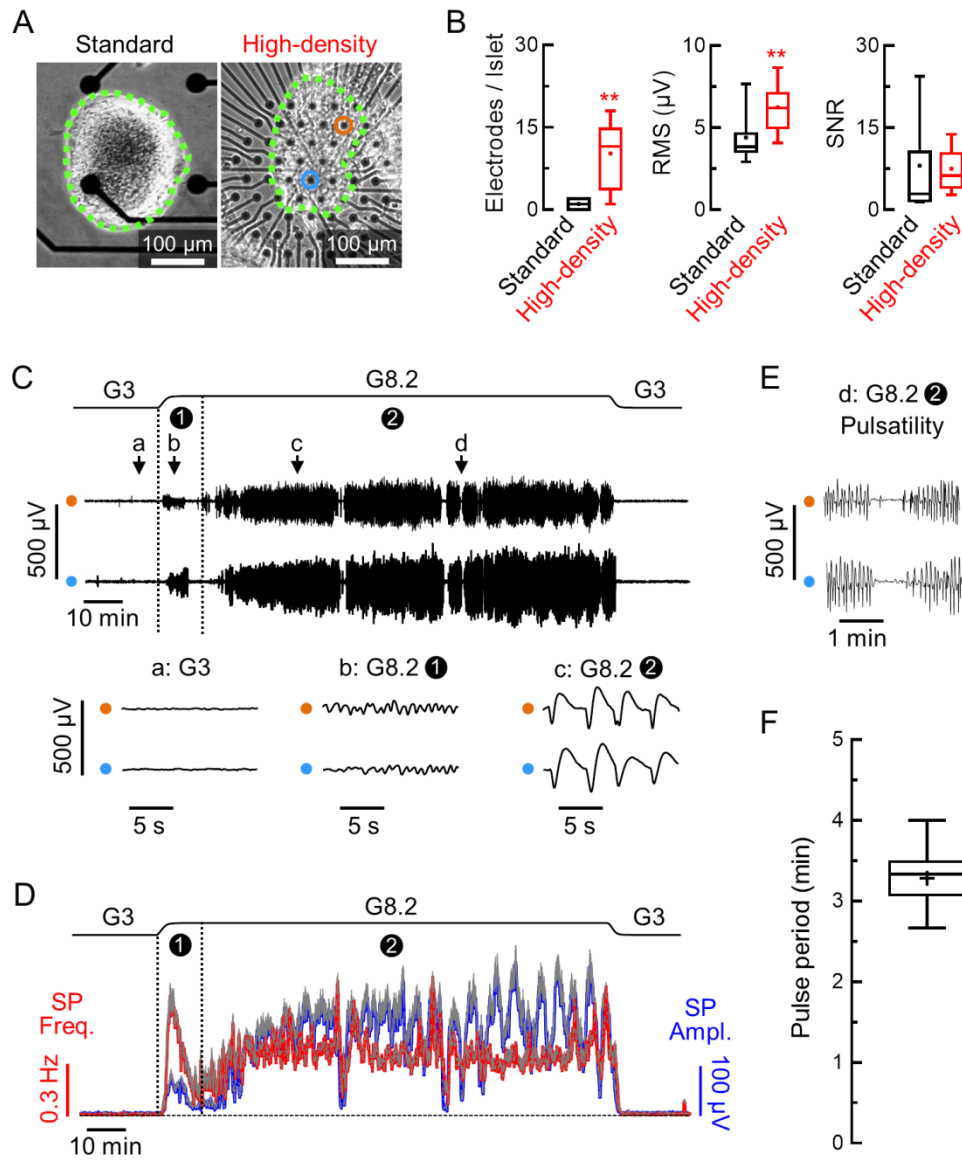 A
Standard
High-density
100 µm
100 µm
B
Electrodes / Islet
30
15
0
**
Standard
High-density
RMS (µV)
10
5
0
**
Standard
High-density
SNR
30
15
0
Standard
High-density
C
G3
G8.2
G3
1
2
a
b
c
d
500 µV
10 min
a: G3
b: G8.2 1
c: G8.2 2
500 µV
5 s
5 s
5 s
D
G3
G8.2
G3
1
2
SP
Freq.
0.3 Hz
SP
Ampl.
100 µV
10 min
E
d: G8.2 2
Pulsatility
500 µV
1 min
F
Pulse period (min)
5
4
3
2
1
0